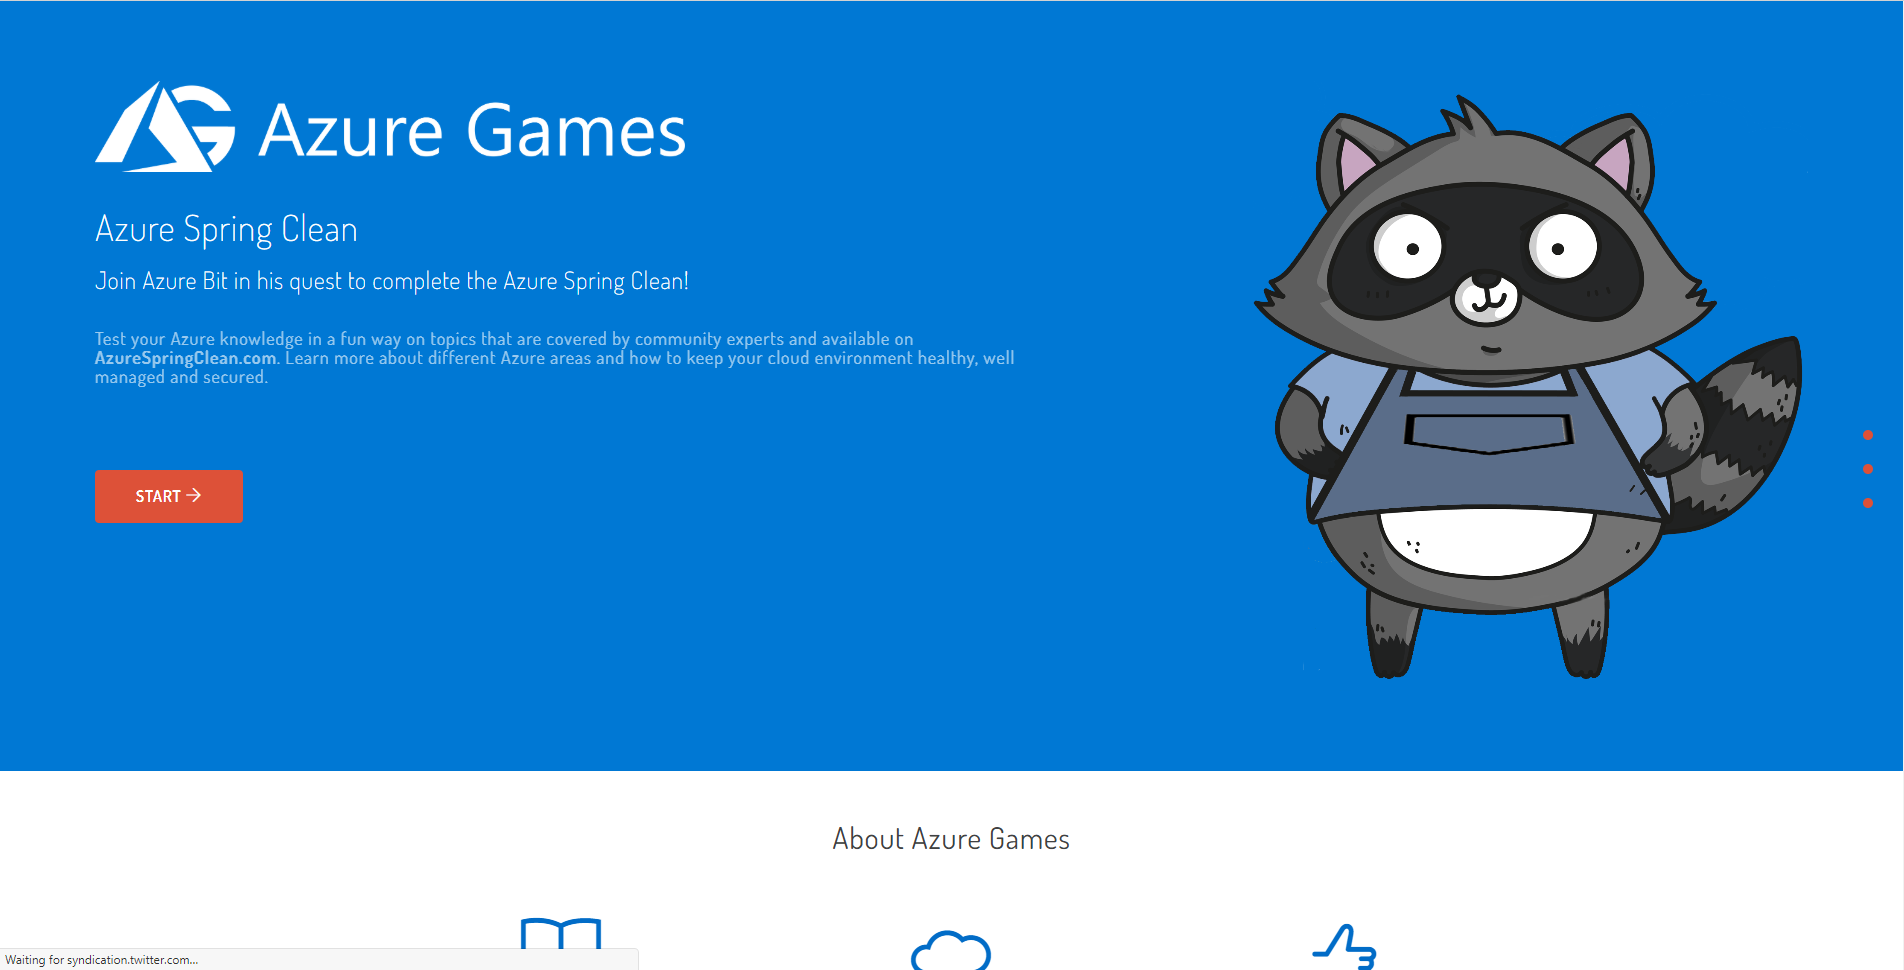 Azure Games
Azure Spring Clean
Join Azure Bit in his quest to complete the Azure Spring Clean!
Test your Azure knowledge in a fun way on topics that are covered by community experts and available on
AzureSpringClean.com. Learn more about different Azure areas and how to keep your cloud environment healthy, well
managed and secured.
START →
About Azure Games
Waiting for syndication.twitter.com...